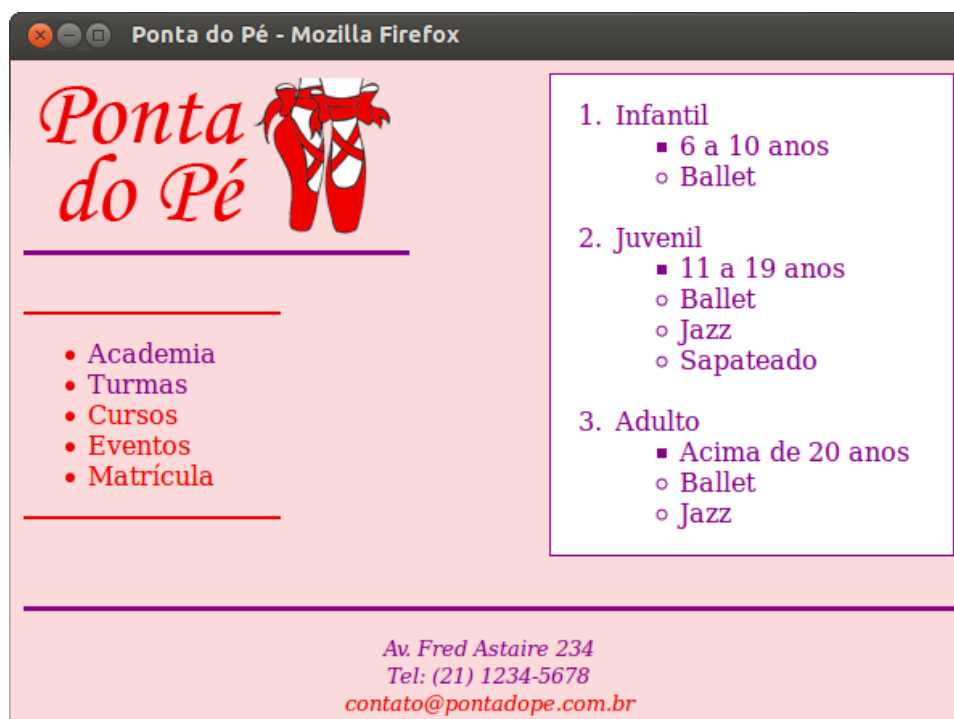 Ponta do Pé - Mozilla Firefox
Ponta
do Pé
Academia
Turmas
Cursos
Eventos
Matrícula
1. Infantil
6 a 10 anos
Ballet
2. Juvenil
11 a 19 anos
Ballet
Jazz
Sapateado
3. Adulto
Acima de 20 anos
Ballet
Jazz
Av. Fred Astaire 234
Tel: (21) 1234-5678
contato@pontadope.com.br